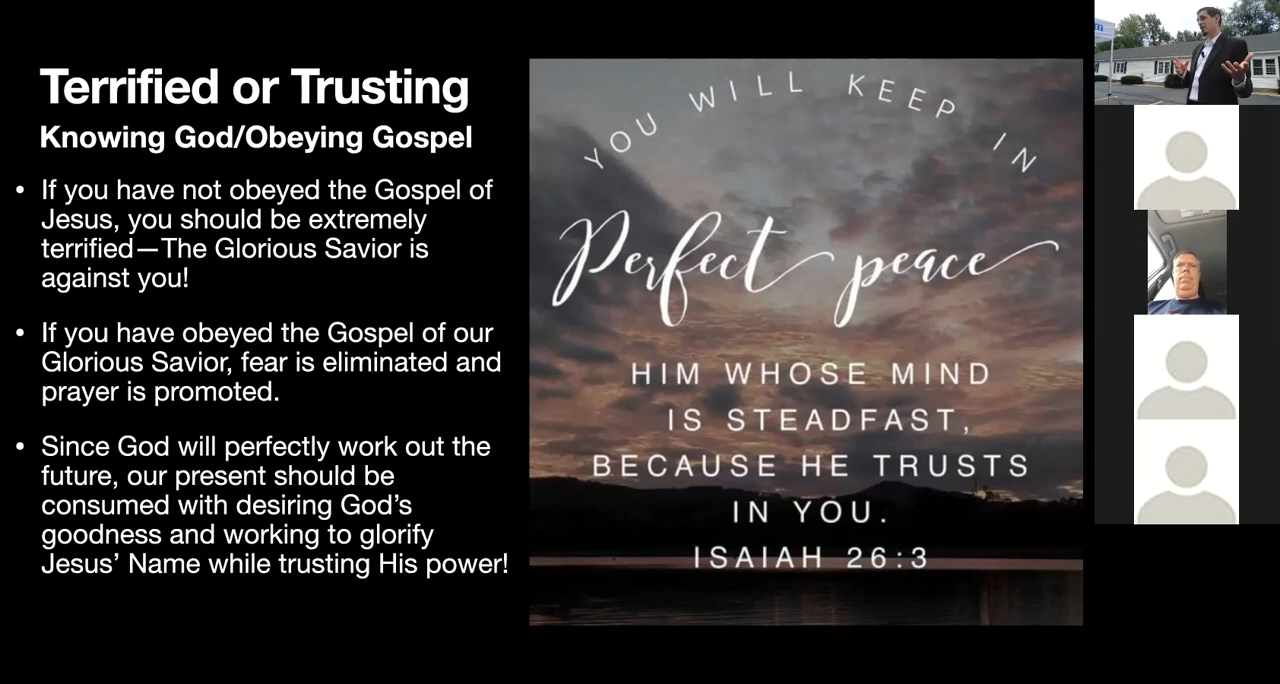 Terrified or Trusting
Knowing God/Obeying Gospel
• If you have not obeyed the Gospel of
Jesus, you should be extremely
terrified—The Glorious Savior is
against you!
• If you have obeyed the Gospel of our
Glorious Savior, fear is eliminated and
prayer is promoted.
• Since God will perfectly work out the
future, our present should be
consumed with desiring God’s
goodness and working to glorify
Jesus’ Name while trusting His power!
YOU WILL KEEP IN
Perfect peace
HIM WHOSE MIND
IS STEADFAST,
BECAUSE HE TRUSTS
IN YOU.
ISAIAH 26:3